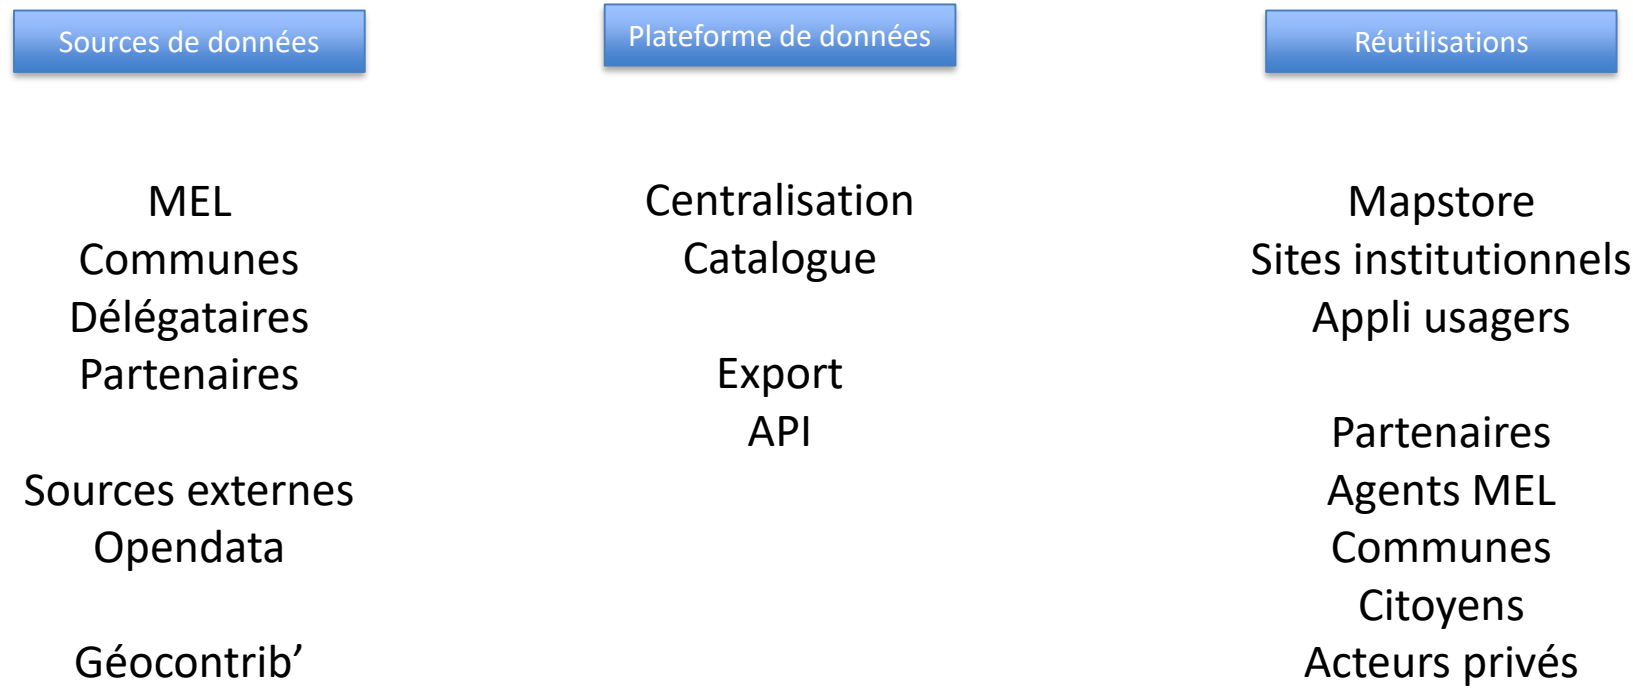 Sources de données
MEL
Communes
Délégataires
Partenaires
Sources externes
Opendata
Géocontrib’
Plateforme de données
Centralisation
Catalogue
Export
API
Réutilisations
Mapstore
Sites institutionnels
Appli usagers
Partenaires
Agents MEL
Communes
Citoyens
Acteurs privés